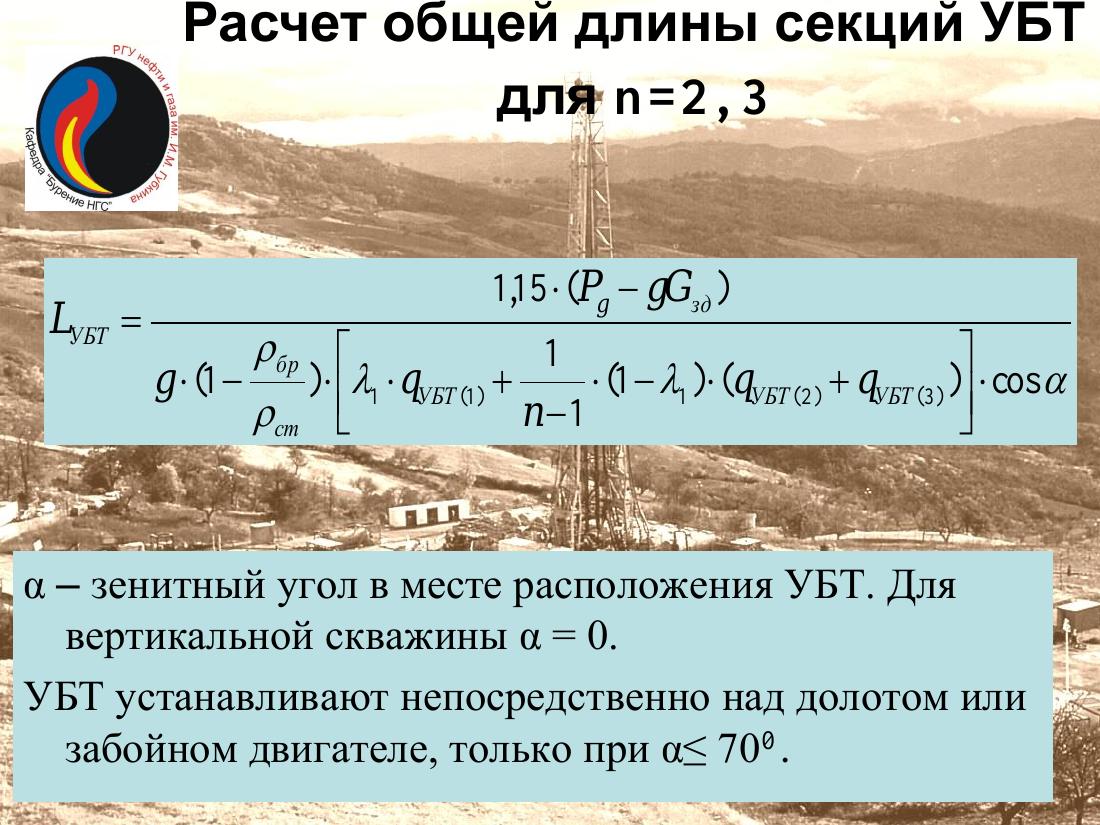 Расчет общей длины секций УБТ
для n=2,3
РГУ нефти и газа им. И.М. Губкина
Кафедра "Бурение НГС"
L_УБТ = 1,15·(P_g − gG_зд) / g·(1 − ρ_бр/ρ_ст)·[λ_1·q_УБТ(1) + 1/(n−1)·(1−λ_1)·(q_УБТ(2) + q_УБТ(3))]·cosα
α – зенитный угол в месте расположения УБТ. Для
вертикальной скважины α = 0.
УБТ устанавливают непосредственно над долотом или
забойном двигателе, только при α≤ 70⁰.